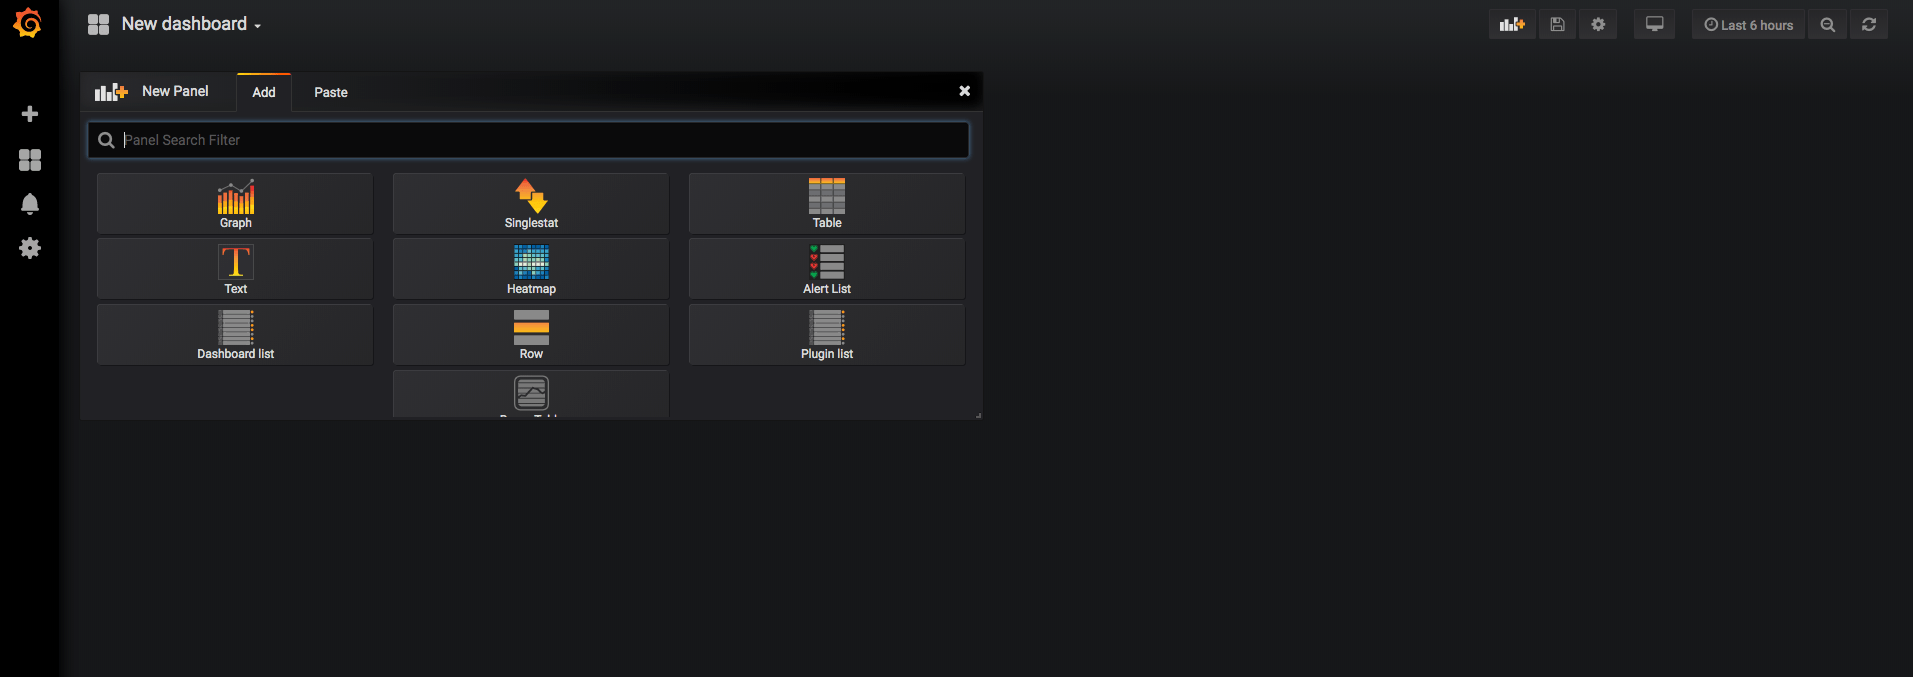 New dashboard
Last 6 hours
New Panel
Add
Paste
Panel Search Filter
Graph
Singlestat
Table
Text
Heatmap
Alert List
Dashboard list
Row
Plugin list